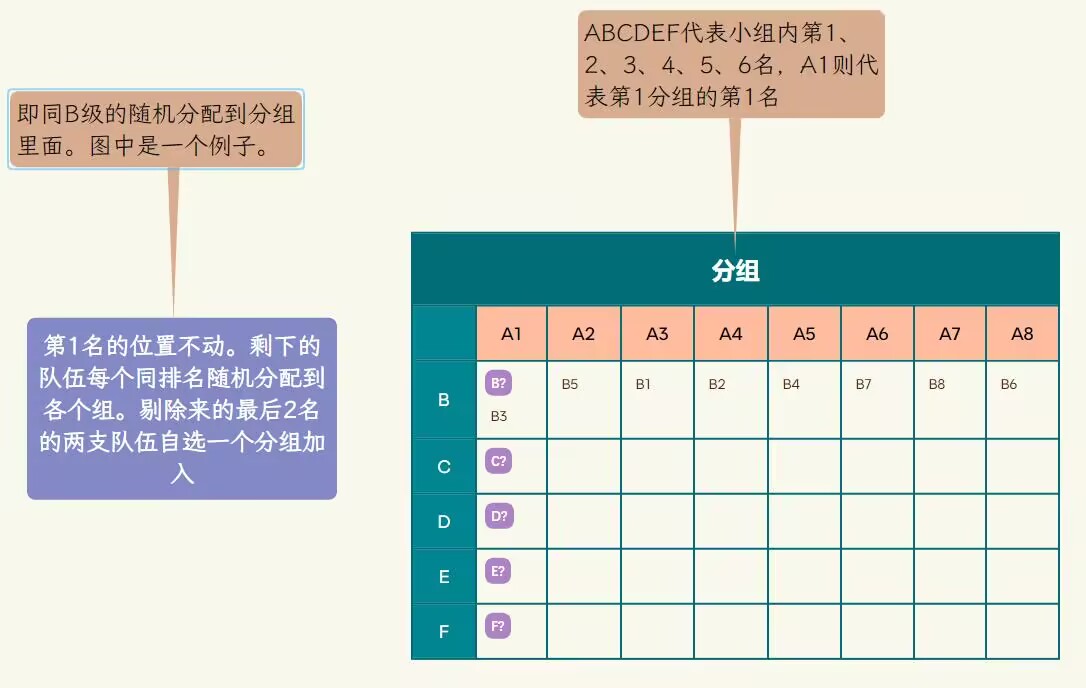 ABCDEF代表小组内第1、
2、3、4、5、6名，A1则代
表第1分组的第1名
即同B级的随机分配到分组
里面。图中是一个例子。
第1名的位置不动。剩下的
队伍每个同排名随机分配到
各个组。剔除来的最后2名
的两支队伍自选一个分组加
入
分组
A1 A2 A3 A4 A5 A6 A7 A8
B B? B5 B1 B2 B4 B7 B8 B6
B3
C C?
D D?
E E?
F F?